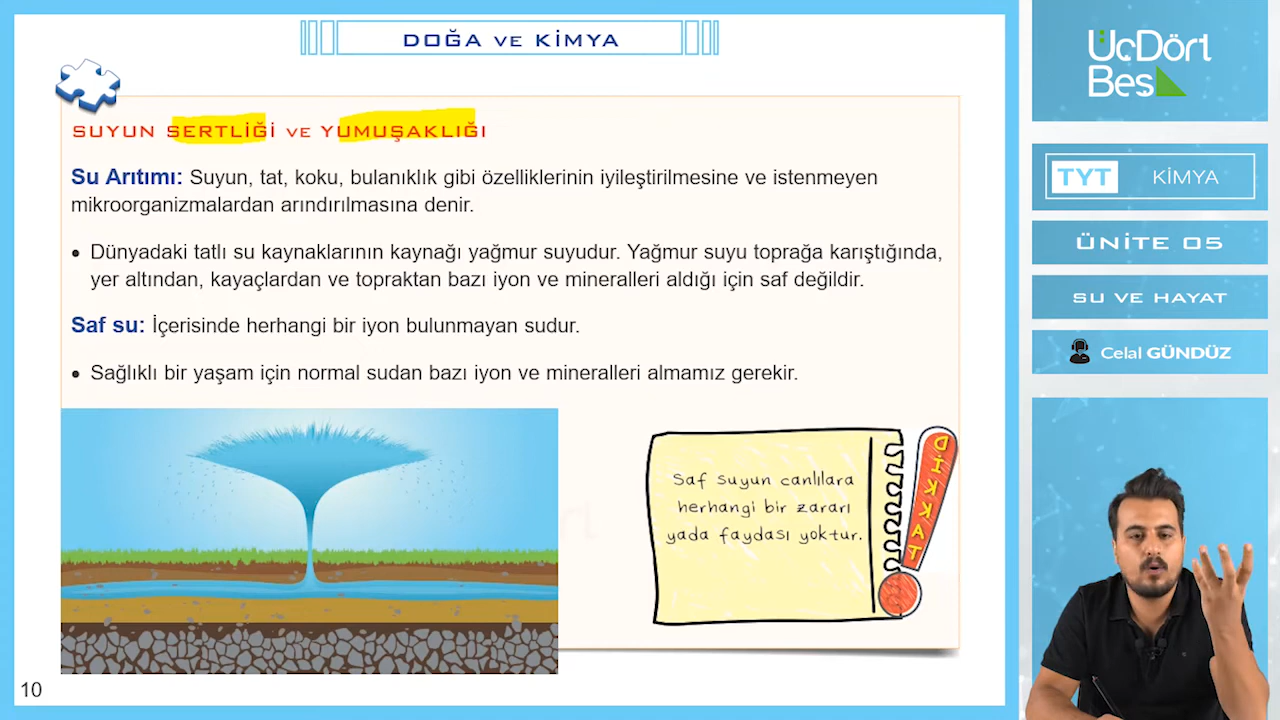 DOĞA VE KİMYA
SUYUN SERTLİĞİ VE YUMUŞAKLIĞI
Su Arıtımı: Suyun, tat, koku, bulanıklık gibi özelliklerinin iyileştirilmesine ve istenmeyen
mikroorganizmalardan arındırılmasına denir.
• Dünyadaki tatlı su kaynaklarının kaynağı yağmur suyudur. Yağmur suyu toprağa karıştığında,
yer altından, kayaçlardan ve topraktan bazı iyon ve mineralleri aldığı için saf değildir.
Saf su: İçerisinde herhangi bir iyon bulunmayan sudur.
• Sağlıklı bir yaşam için normal sudan bazı iyon ve mineralleri almamız gerekir.
Saf suyun canlılara
herhangi bir zararı
yada faydası yoktur.
DİKKAT
10
ÜçDört
Beş
TYT KİMYA
ÜNİTE 05
SU VE HAYAT
Celal GÜNDÜZ